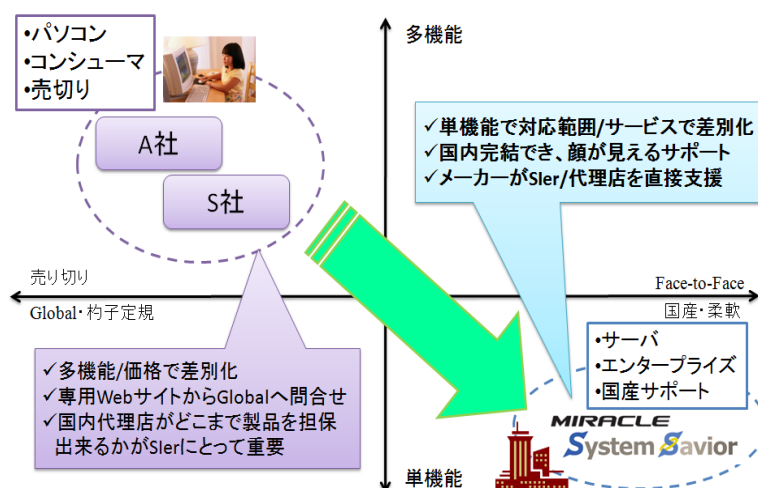 •パソコン
•コンシューマ
•売切り
多機能
A社
S社
✓単機能で対応範囲/サービスで差別化
✓国内完結でき、顔が見えるサポート
✓メーカーがSIer/代理店を直接支援
売り切り
Face-to-Face
Global・杓子定規
国産・柔軟
✓多機能/価格で差別化
✓専用WebサイトからGlobalへ問合せ
✓国内代理店がどこまで製品を担保
出来るかがSIerにとって重要
•サーバ
•エンタープライズ
•国産サポート
MIRACLE
System Savior
単機能